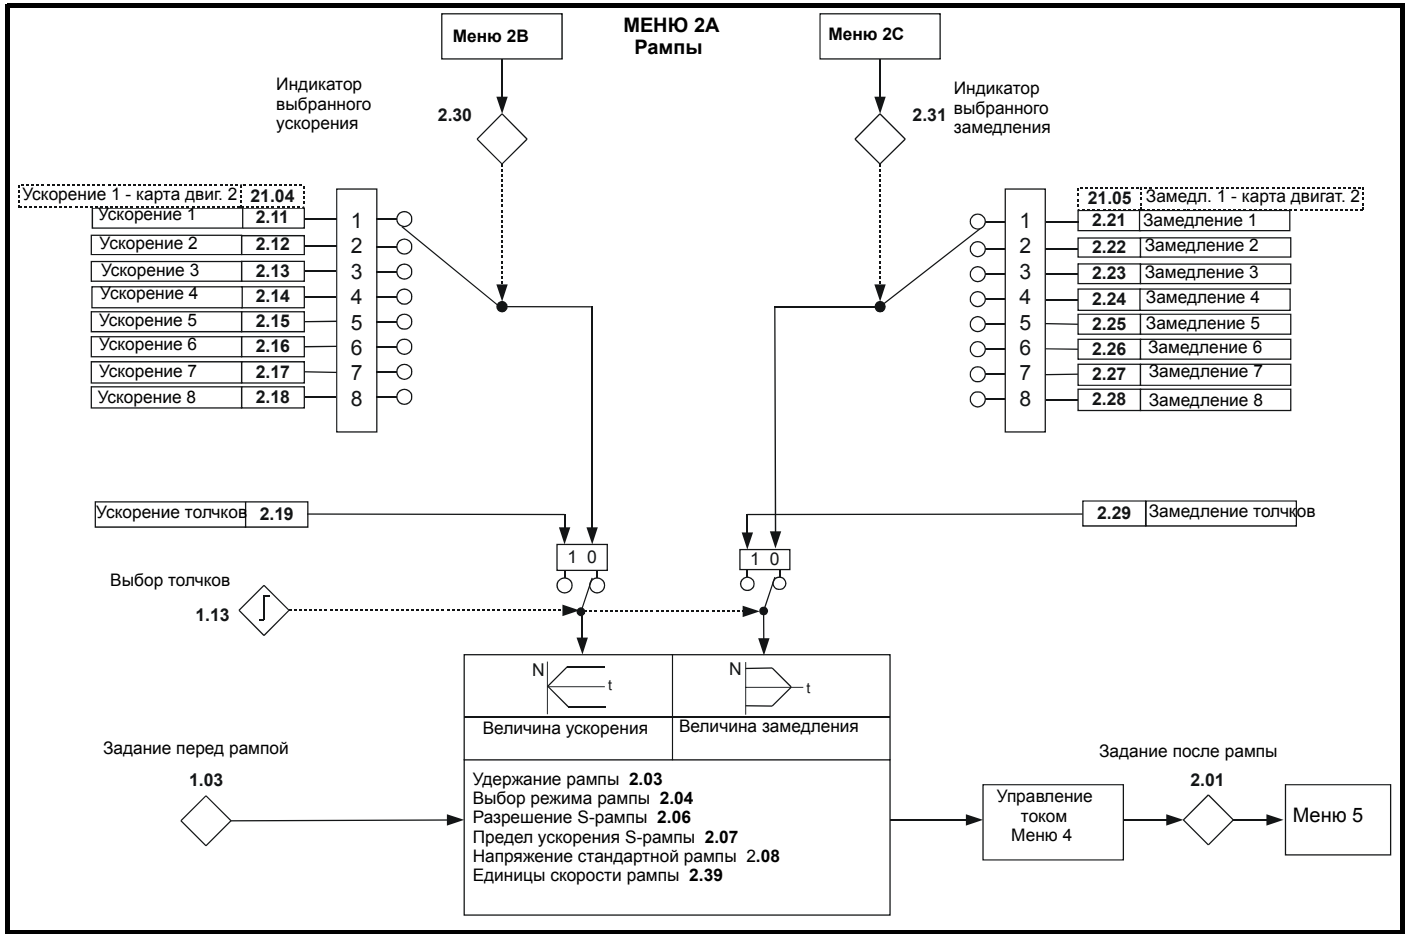 МЕНЮ 2A
Рампы
Меню 2B
Меню 2C
Индикатор
выбранного
ускорения
2.30
2.31
Индикатор
выбранного
замедления
Ускорение 1 - карта двиг. 2 21.04
Ускорение 1 2.11
Ускорение 2 2.12
Ускорение 3 2.13
Ускорение 4 2.14
Ускорение 5 2.15
Ускорение 6 2.16
Ускорение 7 2.17
Ускорение 8 2.18
1
2
3
4
5
6
7
8
1
2
3
4
5
6
7
8
21.05 Замедл. 1 - карта двигат. 2
2.21 Замедление 1
2.22 Замедление 2
2.23 Замедление 3
2.24 Замедление 4
2.25 Замедление 5
2.26 Замедление 6
2.27 Замедление 7
2.28 Замедление 8
Ускорение толчков 2.19
2.29 Замедление толчков
1 0
1 0
Выбор толчков
1.13
N
t
N
t
Величина ускорения
Величина замедления
Задание перед рампой
1.03
Удержание рампы 2.03
Выбор режима рампы 2.04
Разрешение S-рампы 2.06
Предел ускорения S-рампы 2.07
Напряжение стандартной рампы 2.08
Единицы скорости рампы 2.39
Управление
током
Меню 4
Задание после рампы
2.01
Меню 5